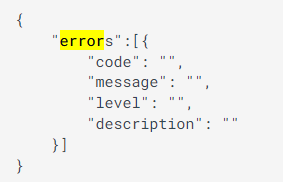 {
"errors":[{
"code": "",
"message": "",
"level": "",
"description": ""
}]
}